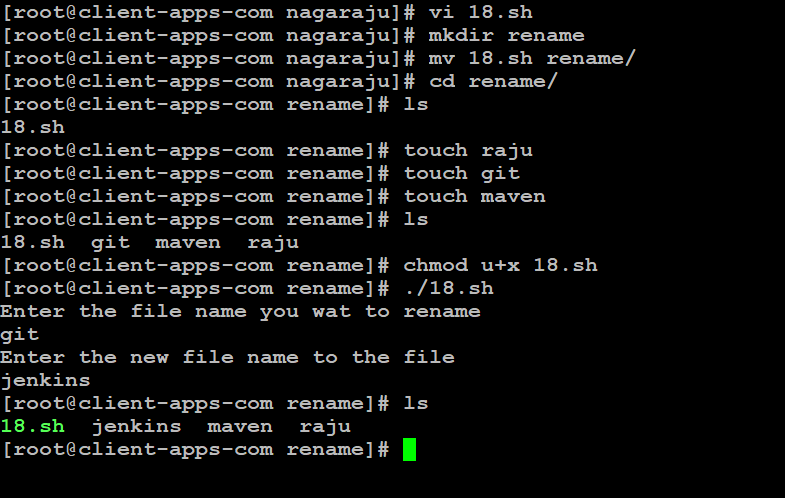 [root@client-apps-com nagaraju]# vi 18.sh
[root@client-apps-com nagaraju]# mkdir rename
[root@client-apps-com nagaraju]# mv 18.sh rename/
[root@client-apps-com nagaraju]# cd rename/
[root@client-apps-com rename]# ls
18.sh
[root@client-apps-com rename]# touch raju
[root@client-apps-com rename]# touch git
[root@client-apps-com rename]# touch maven
[root@client-apps-com rename]# ls
18.sh  git  maven  raju
[root@client-apps-com rename]# chmod u+x 18.sh
[root@client-apps-com rename]# ./18.sh
Enter the file name you wat to rename
git
Enter the new file name to the file
jenkins
[root@client-apps-com rename]# ls
18.sh  jenkins  maven  raju
[root@client-apps-com rename]#